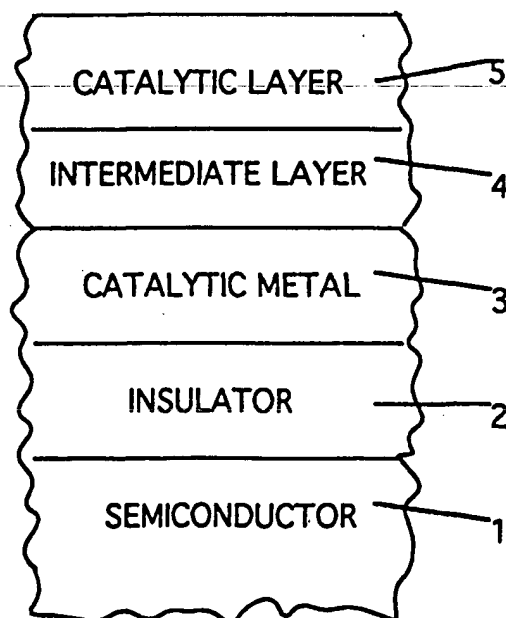 CATALYTIC LAYER 5
INTERMEDIATE LAYER 4
CATALYTIC METAL 3
INSULATOR 2
SEMICONDUCTOR 1